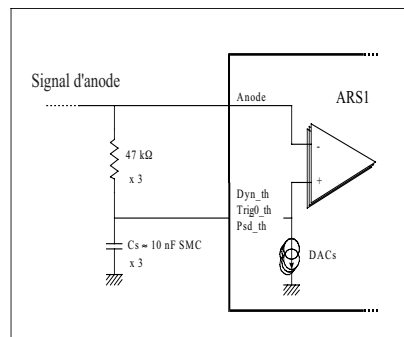 Signal d'anode
Anode
ARS1
-
47 kΩ
x 3
+
Dyn_th
Trig0_th
Psd_th
Cs ≈ 10 nF SMC
x 3
DACs